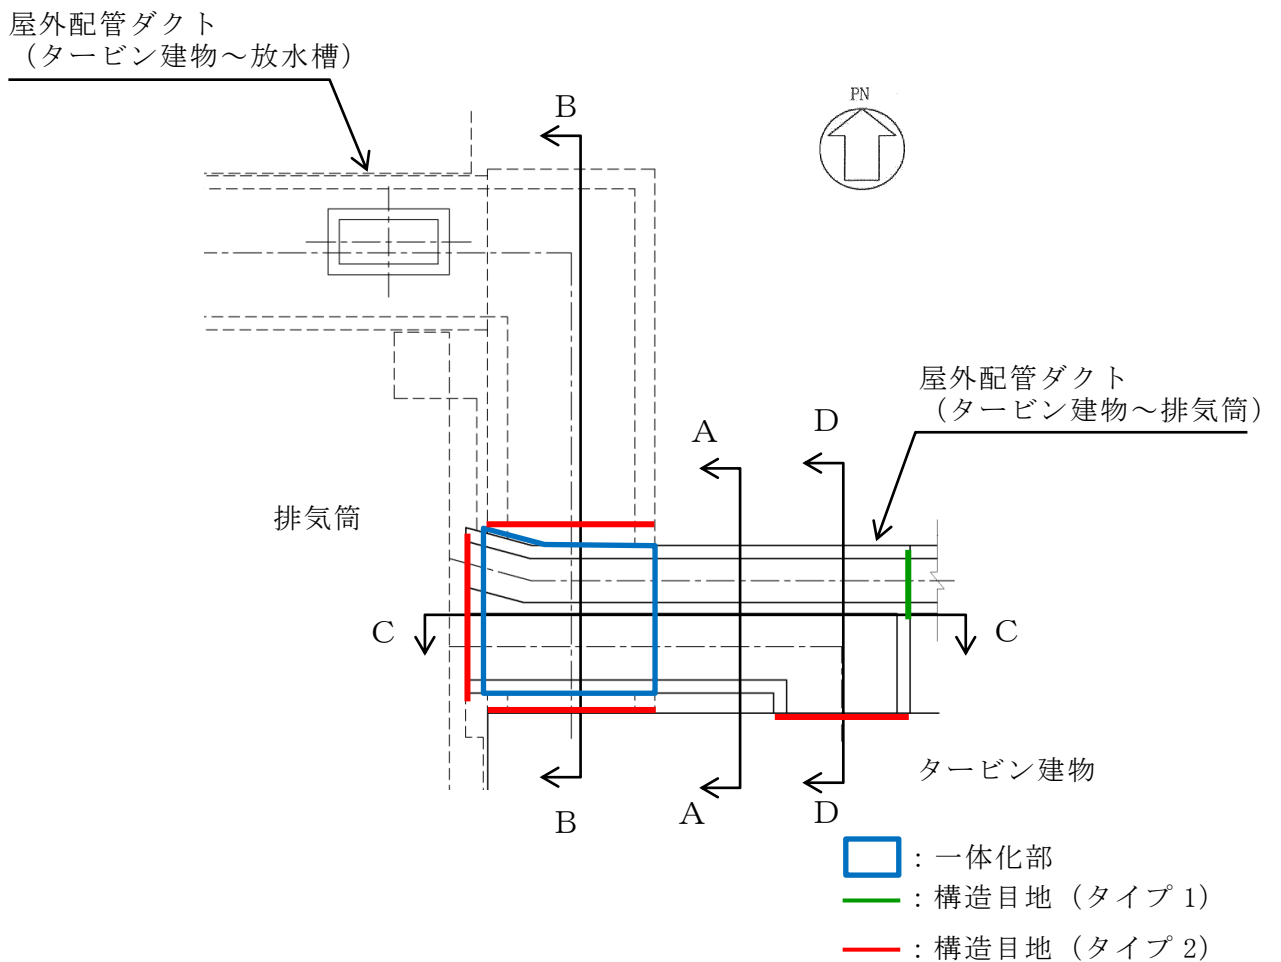 屋外配管ダクト
（タービン建物～放水槽）
B
PN
屋外配管ダクト
（タービン建物～排気筒）
A
D
排気筒
C
C
タービン建物
B
A
D
：一体化部
：構造目地（タイプ 1）
：構造目地（タイプ 2）